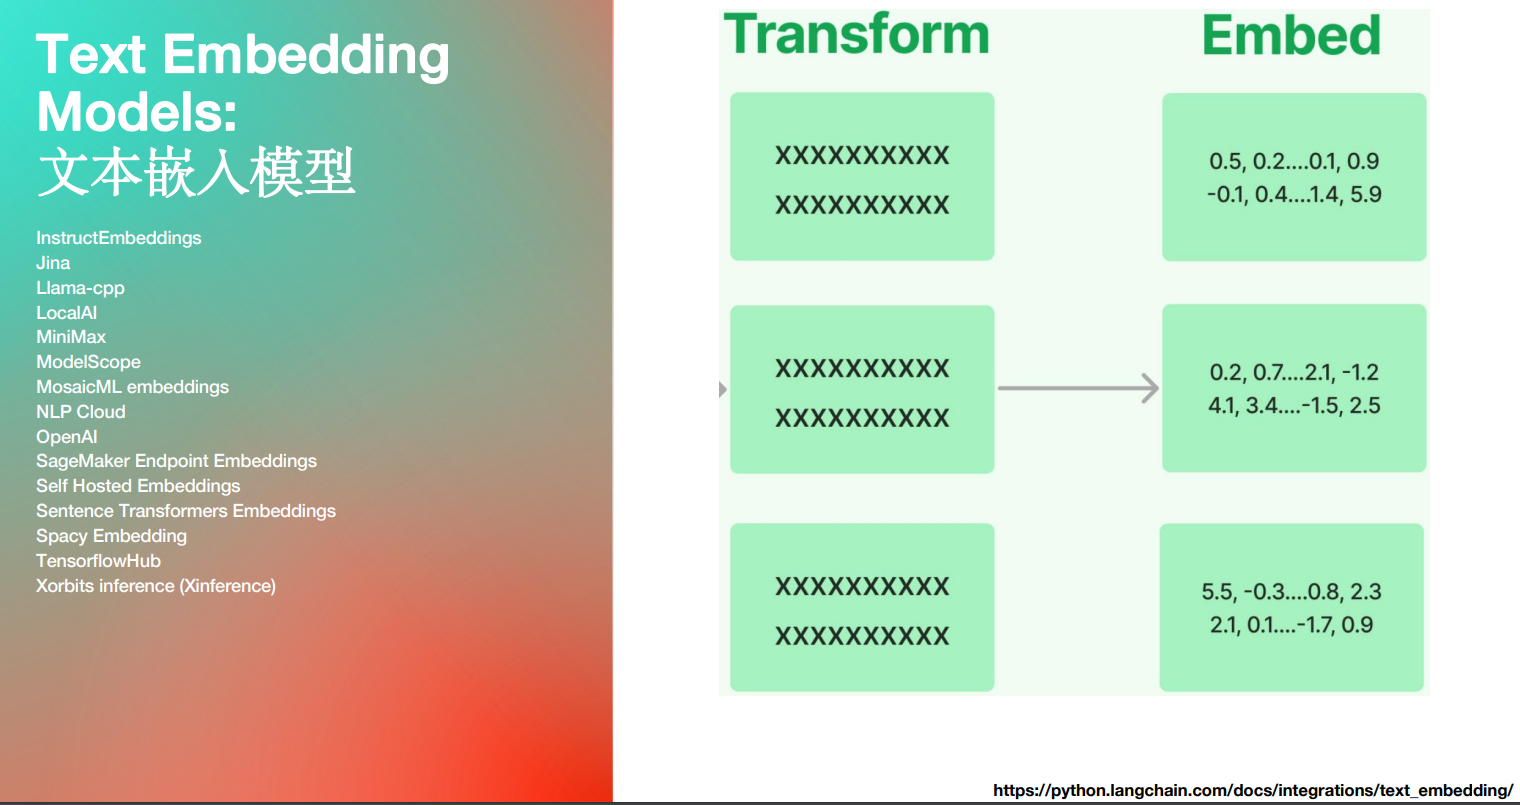 Text Embedding
Models:
文本嵌入模型
InstructEmbeddings
Jina
Llama-cpp
LocalAI
MiniMax
ModelScope
MosaicML embeddings
NLP Cloud
OpenAI
SageMaker Endpoint Embeddings
Self Hosted Embeddings
Sentence Transformers Embeddings
Spacy Embedding
TensorflowHub
Xorbits inference (Xinference)
Transform
XXXXXXXXXX
XXXXXXXXXX
XXXXXXXXXX
XXXXXXXXXX
XXXXXXXXXX
XXXXXXXXXX
Embed
0.5, 0.2....0.1, 0.9
-0.1, 0.4....1.4, 5.9
0.2, 0.7....2.1, -1.2
4.1, 3.4....-1.5, 2.5
5.5, -0.3....0.8, 2.3
2.1, 0.1....-1.7, 0.9
https://python.langchain.com/docs/integrations/text_embedding/